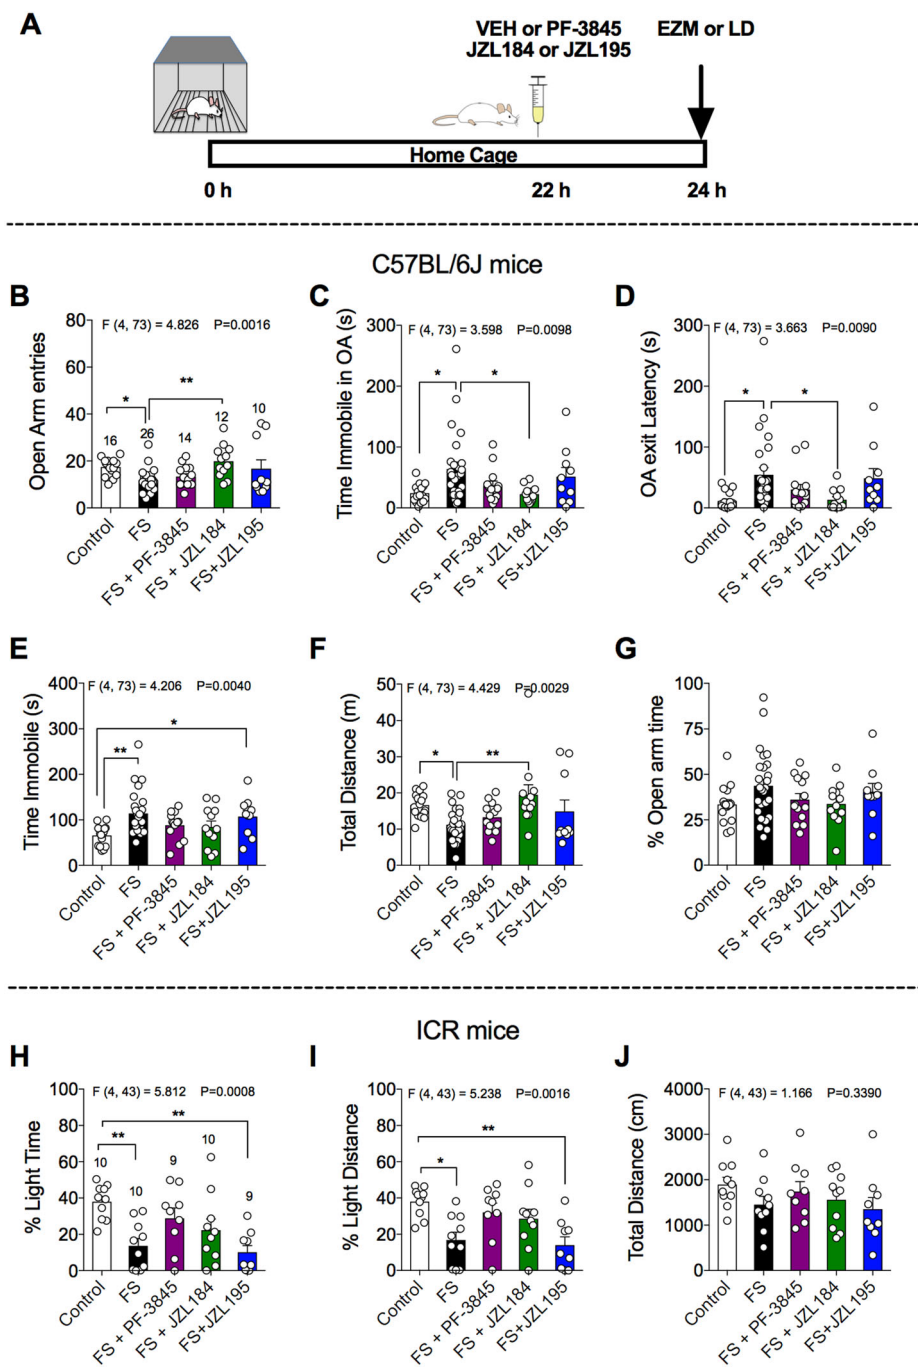 A
VEH or PF-3845
JZL184 or JZL195
EZM or LD
Home Cage
0 h
22 h
24 h
C57BL/6J mice
B
F (4, 73) = 4.826 P=0.0016
Open Arm entries
80
60
40
20
0
*
**
16
26
14
12
10
Control
FS
FS + PF-3845
FS + JZL184
FS+JZL195
C
F (4, 73) = 3.598 P=0.0098
Time Immobile in OA (s)
300
200
100
0
*
*
Control
FS
FS + PF-3845
FS + JZL184
FS+JZL195
D
F (4, 73) = 3.663 P=0.0090
OA exit Latency (s)
300
200
100
0
*
*
Control
FS
FS + PF-3845
FS + JZL184
FS+JZL195
E
F (4, 73) = 4.206 P=0.0040
Time Immobile (s)
400
300
200
100
0
*
**
Control
FS
FS + PF-3845
FS + JZL184
FS+JZL195
F
F (4, 73) = 4.429 P=0.0029
Total Distance (m)
50
40
30
20
10
0
*
**
Control
FS
FS + PF-3845
FS + JZL184
FS+JZL195
G
% Open arm time
100
75
50
25
0
Control
FS
FS + PF-3845
FS + JZL184
FS+JZL195
ICR mice
H
F (4, 43) = 5.812 P=0.0008
% Light Time
100
80
60
40
20
0
**
**
10
10
9
10
9
Control
FS
FS + PF-3845
FS + JZL184
FS+JZL195
I
F (4, 43) = 5.238 P=0.0016
% Light Distance
100
80
60
40
20
0
**
*
Control
FS
FS + PF-3845
FS + JZL184
FS+JZL195
J
F (4, 43) = 1.166 P=0.3390
Total Distance (cm)
4000
3000
2000
1000
0
Control
FS
FS + PF-3845
FS + JZL184
FS+JZL195